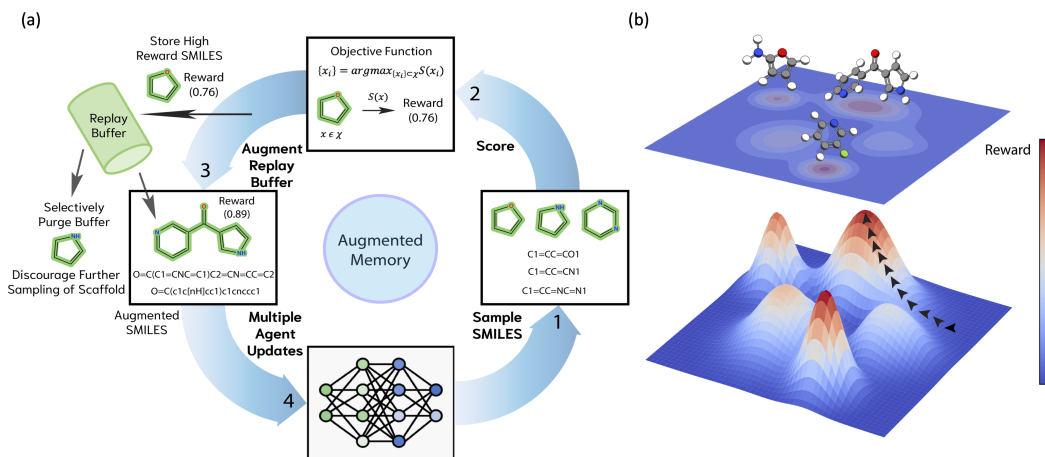 (a)
Store High
Reward SMILES
Reward
(0.76)
Replay
Buffer
Selectively
Purge Buffer
NH
Discourage Further
Sampling of Scaffold
3
Augment
Replay
Buffer
Objective Function
{x_i} = argmax_{x_i}⊂χ S(x_i)
S(x)
Reward
(0.76)
x ϵ χ
2
Score
O
Reward
(0.89)
N
NH
O=C(C1=CNC=C1)C2=CN=CC=C2
O=C(c1c[nH]cc1)c1cnccc1
Augmented
SMILES
Augmented
Memory
O
NH
N
N
C1=CC=CO1
C1=CC=CN1
C1=CC=NC=N1
Multiple
Agent
Updates
4
Sample
SMILES
1
(b)
Reward